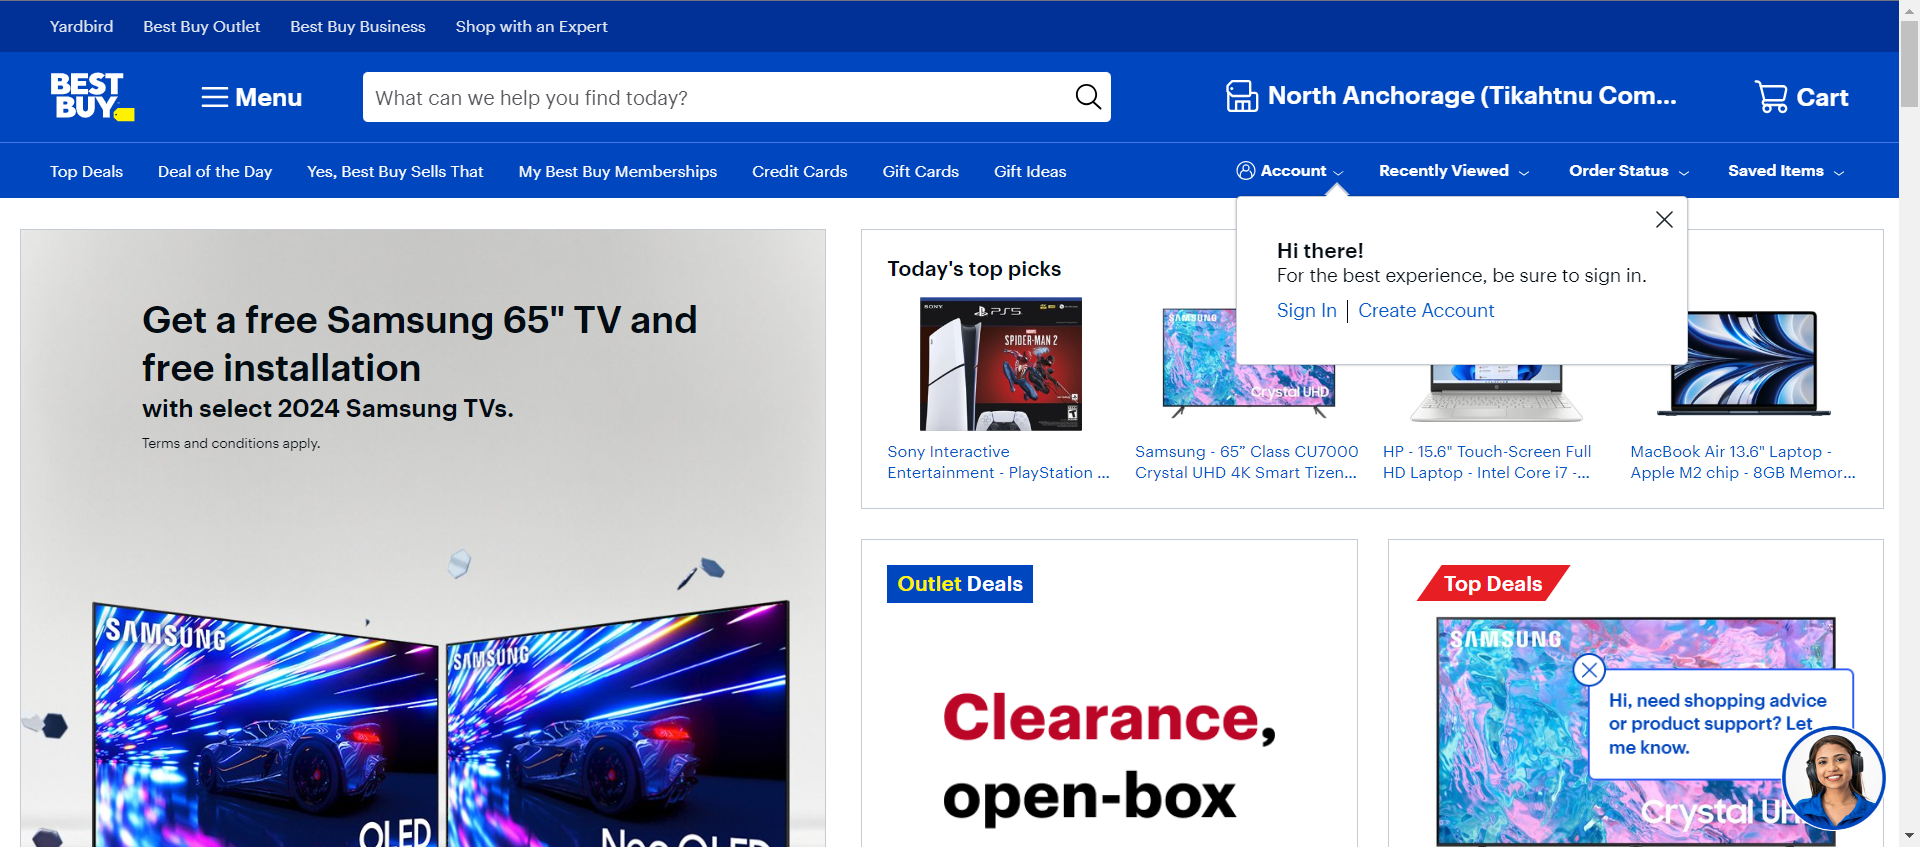 Yardbird Best Buy Outlet Best Buy Business Shop with an Expert
BEST
BUY
Menu
What can we help you find today?
North Anchorage (Tikahtnu Com...
Cart
Top Deals Deal of the Day Yes, Best Buy Sells That My Best Buy Memberships Credit Cards Gift Cards Gift Ideas
Account Recently Viewed Order Status Saved Items
Hi there!
For the best experience, be sure to sign in.
Sign In | Create Account
Get a free Samsung 65" TV and
free installation
with select 2024 Samsung TVs.
Terms and conditions apply.
SAMSUNG
OLED
SAMSUNG
Neo QLED
Today's top picks
SONY
PS5
MARVEL
SPIDER-MAN 2
Sony Interactive
Entertainment - PlayStation ...
SAMSUNG
Crystal UHD
Samsung - 65” Class CU7000
Crystal UHD 4K Smart Tizen...
HP - 15.6" Touch-Screen Full
HD Laptop - Intel Core i7 -...
MacBook Air 13.6" Laptop -
Apple M2 chip - 8GB Memor...
Outlet Deals
Clearance,
open-box
Top Deals
SAMSUNG
Crystal UH
Hi, need shopping advice
or product support? Let
me know.